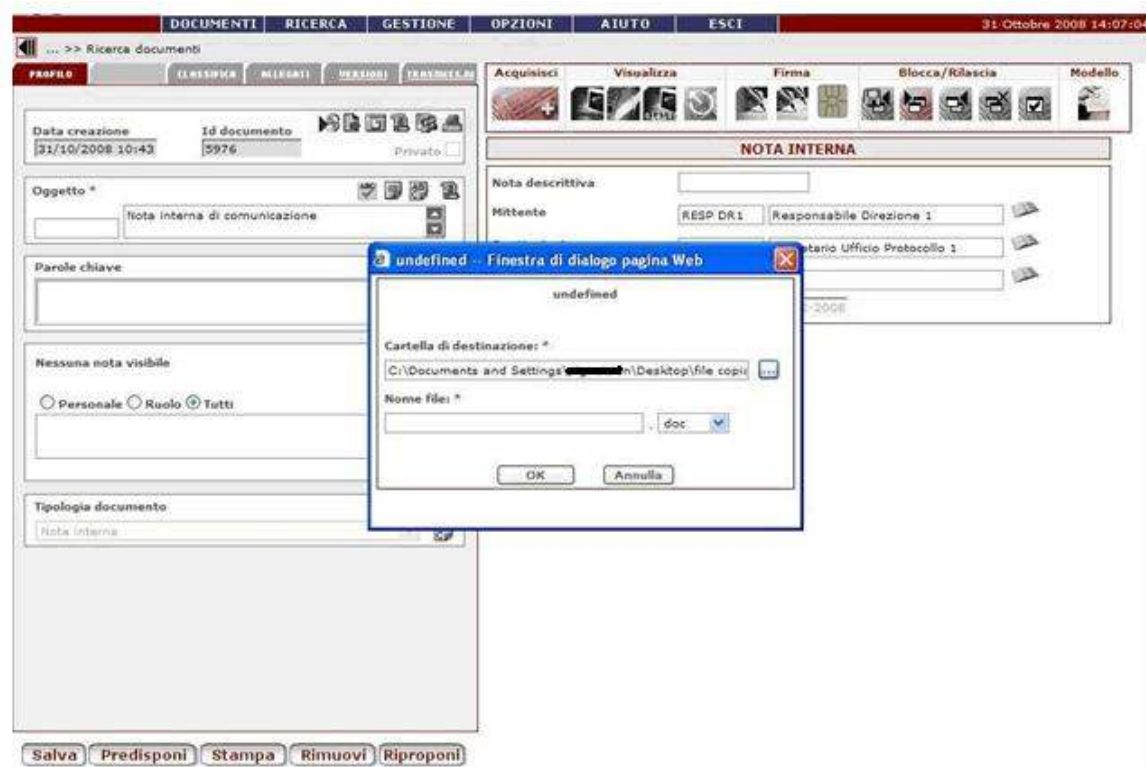 DOCUMENTI RICERCA GESTIONE OPZIONI AIUTO ESCI 31 Ottobre 2008 14:07:04
... >> Ricerca documenti
PROFILO CLASSIFICA ALLEGATI VERSIONI
Acquisisci Visualizza Firma Blocca/Rilascia Modello
Data creazione Id documento
31/10/2008 10:43 5976 Privato
NOTA INTERNA
Oggetto *
Nota interna di comunicazione
Nota descrittiva
Mittente RESP DR1 Responsabile Direzione 1
Ufficio Protocollo 1
-2008
Parole chiave
Nessuna nota visibile
Personale Ruolo Tutti
Tipologia documento
Nota interna
undefined -- Finestra di dialogo pagina Web
undefined
Cartella di destinazione: *
C:\Documents and Settings\ n\Desktop\file copia
...
Nome file: *
. doc
OK Annulla
Salva Predisponi Stampa Rimuovi Riproponi